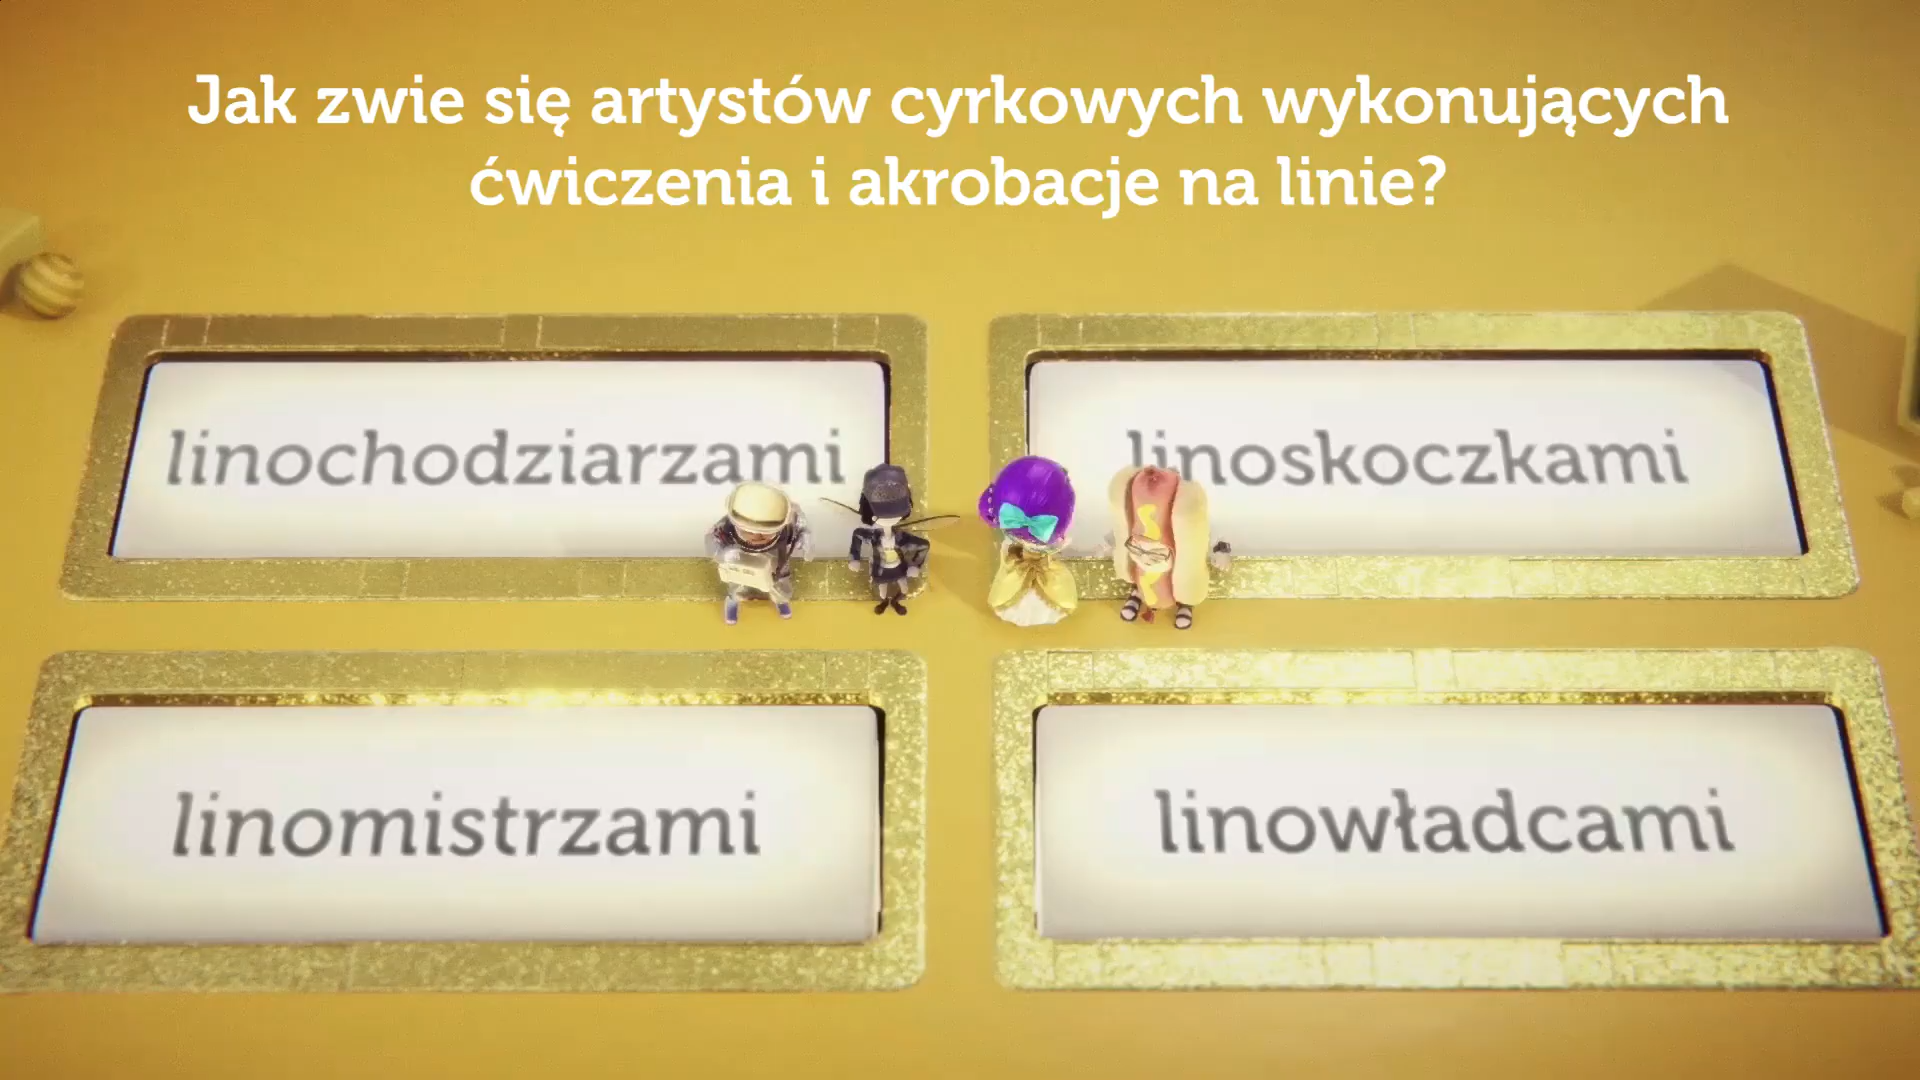 Jak zwie się artystów cyrkowych wykonujących
ćwiczenia i akrobacje na linie?
linochodziarzami
linoskoczkami
linomistrzami
linowładcami